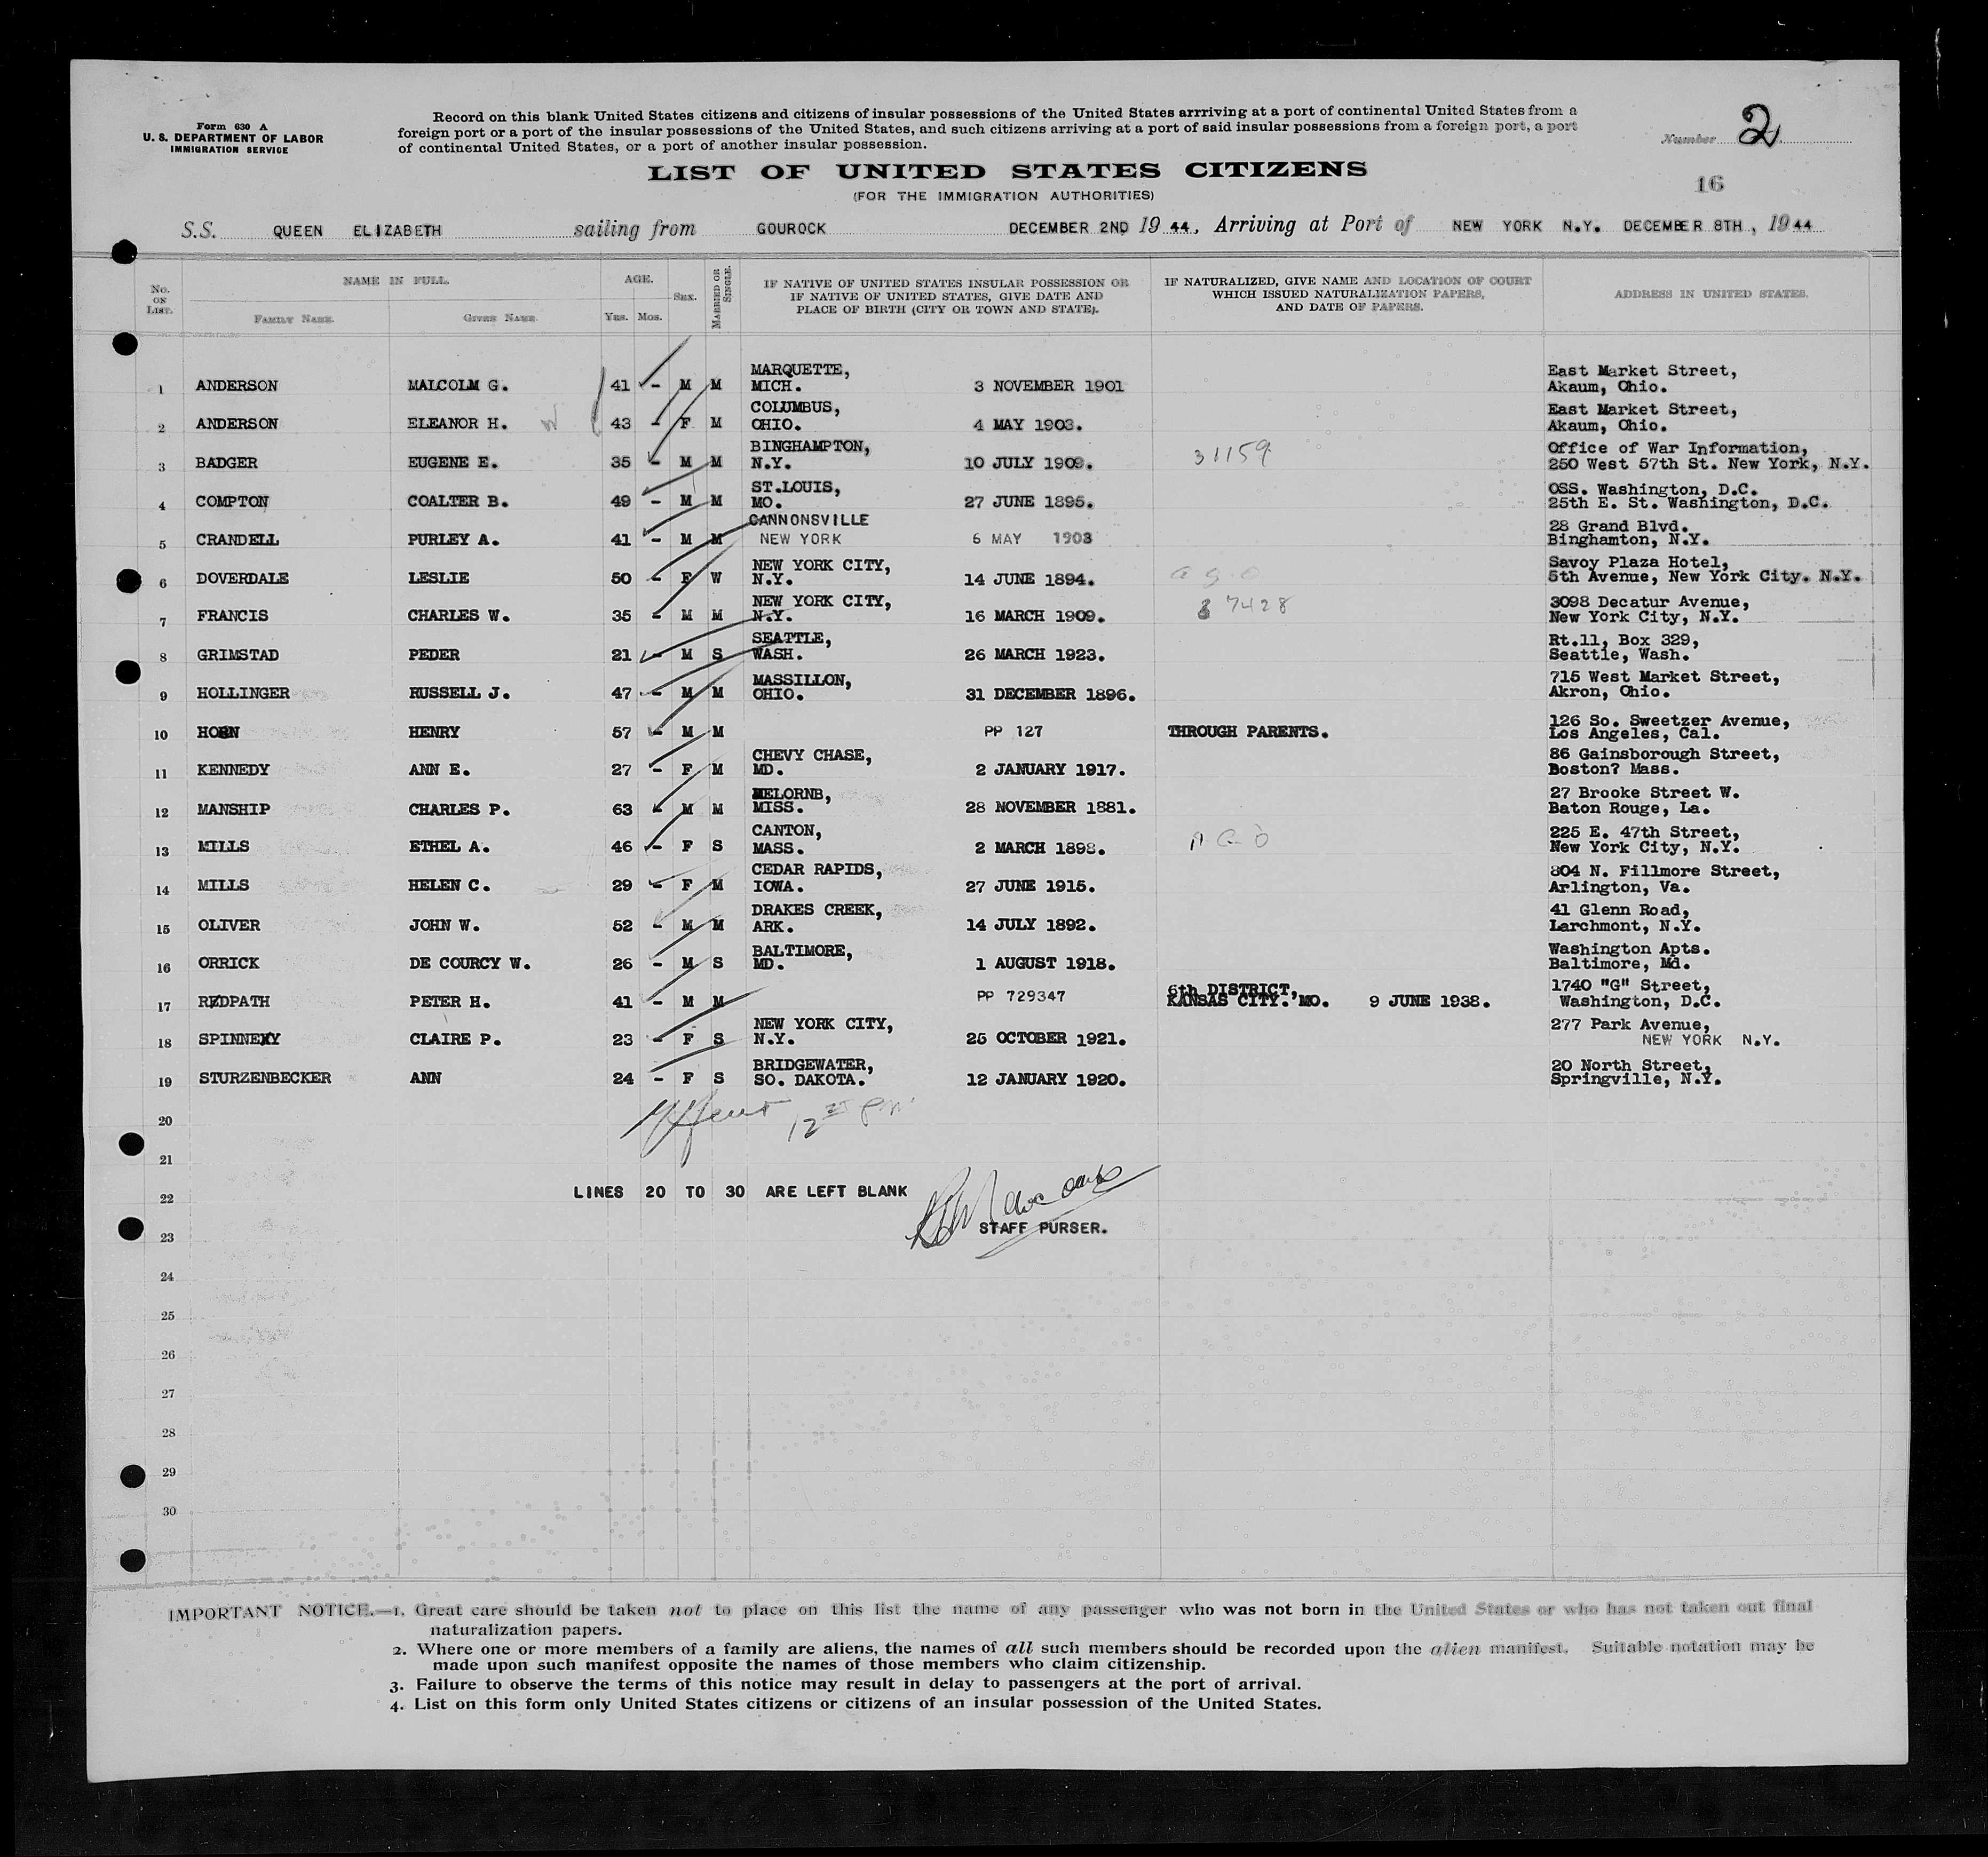 Form 630 A
U. S. DEPARTMENT OF LABOR
IMMIGRATION SERVICE
Record on this blank United States citizens and citizens of insular possessions of the United States arrriving at a port of continental United States from a
foreign port or a port of the insular possessions of the United States, and such citizens arriving at a port of said insular possessions from a foreign port, a port
of continental United States, or a port of another insular possession.
Number 2
LIST OF UNITED STATES CITIZENS
(FOR THE IMMIGRATION AUTHORITIES)
16
S.S. QUEEN ELIZABETH sailing from GOUROCK DECEMBER 2ND 1944, Arriving at Port of NEW YORK N.Y. DECEMBER 8TH, 1944
No. ON LIST.
NAME IN FULL.
FAMILY NAME. GIVEN NAME.
AGE.
Yrs. Mos.
SEX.
MARRIED OR SINGLE.
IF NATIVE OF UNITED STATES INSULAR POSSESSION OR
IF NATIVE OF UNITED STATES, GIVE DATE AND
PLACE OF BIRTH (CITY OR TOWN AND STATE).
IF NATURALIZED, GIVE NAME AND LOCATION OF COURT
WHICH ISSUED NATURALIZATION PAPERS,
AND DATE OF PAPERS.
ADDRESS IN UNITED STATES.
MARQUETTE, East Market Street,
1 ANDERSON MALCOLM G. 41 - M M MICH. 3 NOVEMBER 1901 Akaum, Ohio.
COLUMBUS, East Market Street,
2 ANDERSON ELEANOR H. W 43 - F M OHIO. 4 MAY 1903. Akaum, Ohio.
BINGHAMPTON, Office of War Information,
3 BADGER EUGENE E. 35 - M M N.Y. 10 JULY 1909. 31159 250 West 57th St. New York, N.Y.
ST.LOUIS, OSS. Washington, D.C.
4 COMPTON COALTER B. 49 - M M MO. 27 JUNE 1895. 25th E. St. Washington, D.C.
CANNONSVILLE 28 Grand Blvd.
5 CRANDELL PURLEY A. 41 - M M NEW YORK 6 MAY 1903 Binghamton, N.Y.
NEW YORK CITY, Savoy Plaza Hotel,
6 DOVERDALE LESLIE 50 - F W N.Y. 14 JUNE 1894. a g o 5th Avenue, New York City. N.Y.
NEW YORK CITY, 3098 Decatur Avenue,
7 FRANCIS CHARLES W. 35 - M M N.Y. 16 MARCH 1909. 87428 New York City, N.Y.
SEATTLE, Rt.11, Box 329,
8 GRIMSTAD PEDER 21 M S WASH. 26 MARCH 1923. Seattle, Wash.
MASSILLON, 715 West Market Street,
9 HOLLINGER RUSSELL J. 47 - M M OHIO. 31 DECEMBER 1896. Akron, Ohio.
126 So. Sweetzer Avenue,
10 HORN HENRY 57 - M M PP 127 THROUGH PARENTS. Los Angeles, Cal.
CHEVY CHASE, 86 Gainsborough Street,
11 KENNEDY ANN E. 27 - F M MD. 2 JANUARY 1917. Boston? Mass.
MELORNB, 27 Brooke Street W.
12 MANSHIP CHARLES P. 63 - M M MISS. 28 NOVEMBER 1881. Baton Rouge, La.
CANTON, 225 E. 47th Street,
13 MILLS ETHEL A. 46 - F S MASS. 2 MARCH 1898. A G O New York City, N.Y.
CEDAR RAPIDS, 804 N. Fillmore Street,
14 MILLS HELEN C. 29 - F M IOWA. 27 JUNE 1915. Arlington, Va.
DRAKES CREEK, 41 Glenn Road,
15 OLIVER JOHN W. 52 - M M ARK. 14 JULY 1892. Larchmont, N.Y.
BALTIMORE, Washington Apts.
16 ORRICK DE COURCY W. 26 - M S MD. 1 AUGUST 1918. Baltimore, Md.
6th DISTRICT, 1740 "G" Street,
17 REDPATH PETER H. 41 - M M PP 729347 KANSAS CITY. MO. 9 JUNE 1938. Washington, D.C.
NEW YORK CITY, 277 Park Avenue,
18 SPINNEXY CLAIRE P. 23 - F S N.Y. 25 OCTOBER 1921. NEW YORK N.Y.
BRIDGEWATER, 20 North Street,
19 STURZENBECKER ANN 24 - F S SO. DAKOTA. 12 JANUARY 1920. Springville, N.Y.
20
21
22 LINES 20 TO 30 ARE LEFT BLANK
23 STAFF PURSER.
24
25
26
27
28
29
30
IMPORTANT NOTICE.—1. Great care should be taken not to place on this list the name of any passenger who was not born in the United States or who has not taken out final
naturalization papers.
2. Where one or more members of a family are aliens, the names of all such members should be recorded upon the alien manifest. Suitable notation may be
made upon such manifest opposite the names of those members who claim citizenship.
3. Failure to observe the terms of this notice may result in delay to passengers at the port of arrival.
4. List on this form only United States citizens or citizens of an insular possession of the United States.